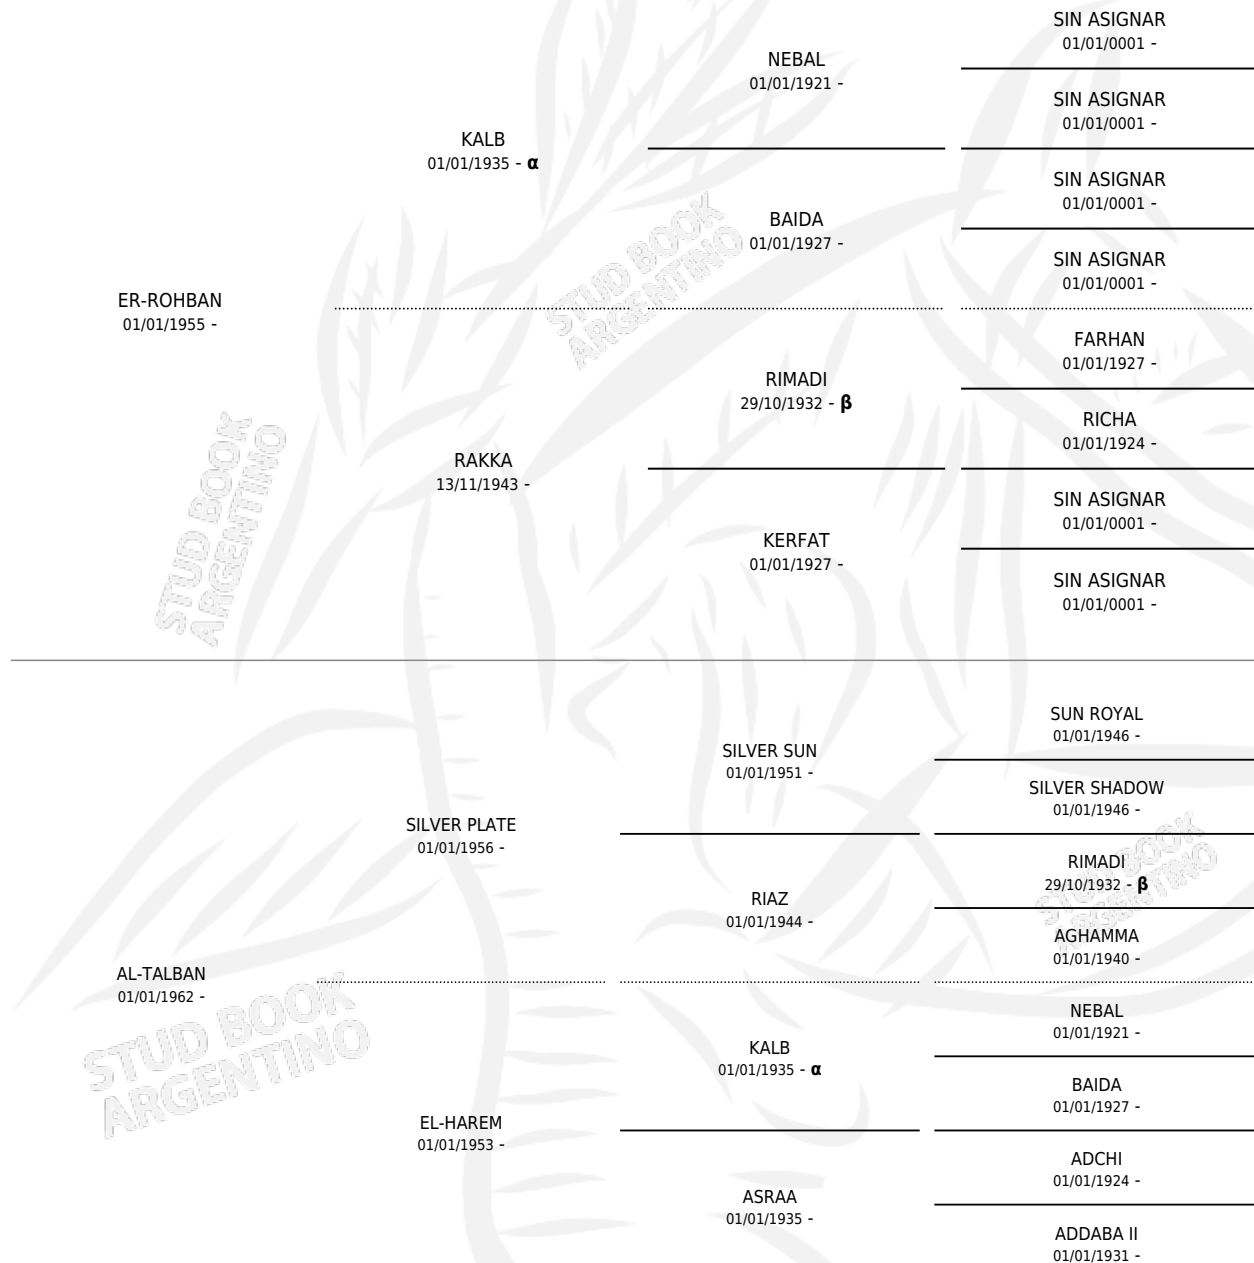 SIN ASIGNAR
01/01/0001 -
NEBAL
01/01/1921 -
SIN ASIGNAR
01/01/0001 -
KALB
01/01/1935 - α
SIN ASIGNAR
01/01/0001 -
BAIDA
01/01/1927 -
SIN ASIGNAR
01/01/0001 -
STUD BOOK
ARGENTINO
ER-ROHBAN
01/01/1955 -
FARHAN
01/01/1927 -
RIMADI
29/10/1932 - β
RICHA
01/01/1924 -
RAKKA
13/11/1943 -
STUD BOOK
ARGENTINO
SIN ASIGNAR
01/01/0001 -
KERFAT
01/01/1927 -
SIN ASIGNAR
01/01/0001 -
SUN ROYAL
01/01/1946 -
SILVER SUN
01/01/1951 -
SILVER SHADOW
01/01/1946 -
SILVER PLATE
01/01/1956 -
RIMADI
29/10/1932 - β
STUD BOOK
ARGENTINO
RIAZ
01/01/1944 -
AGHAMMA
01/01/1940 -
AL-TALBAN
01/01/1962 -
STUD BOOK
ARGENTINO
NEBAL
01/01/1921 -
KALB
01/01/1935 - α
BAIDA
01/01/1927 -
EL-HAREM
01/01/1953 -
ADCHI
01/01/1924 -
ASRAA
01/01/1935 -
ADDABA II
01/01/1931 -